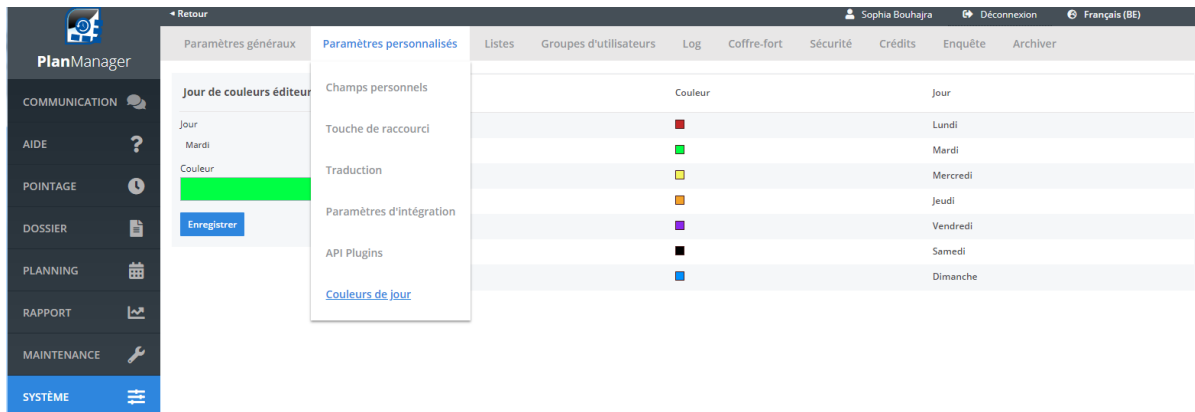 ◂ Retour
Sophia Bouhajra
Déconnexion
Français (BE)
PlanManager
Paramètres généraux
Paramètres personnalisés
Listes
Groupes d'utilisateurs
Log
Coffre-fort
Sécurité
Crédits
Enquête
Archiver
COMMUNICATION
AIDE
?
POINTAGE
DOSSIER
PLANNING
RAPPORT
MAINTENANCE
SYSTÈME
Jour de couleurs éditeur
Jour
Mardi
Couleur
Enregistrer
Champs personnels
Touche de raccourci
Traduction
Paramètres d'intégration
API Plugins
Couleurs de jour
Couleur Jour
Lundi
Mardi
Mercredi
Jeudi
Vendredi
Samedi
Dimanche